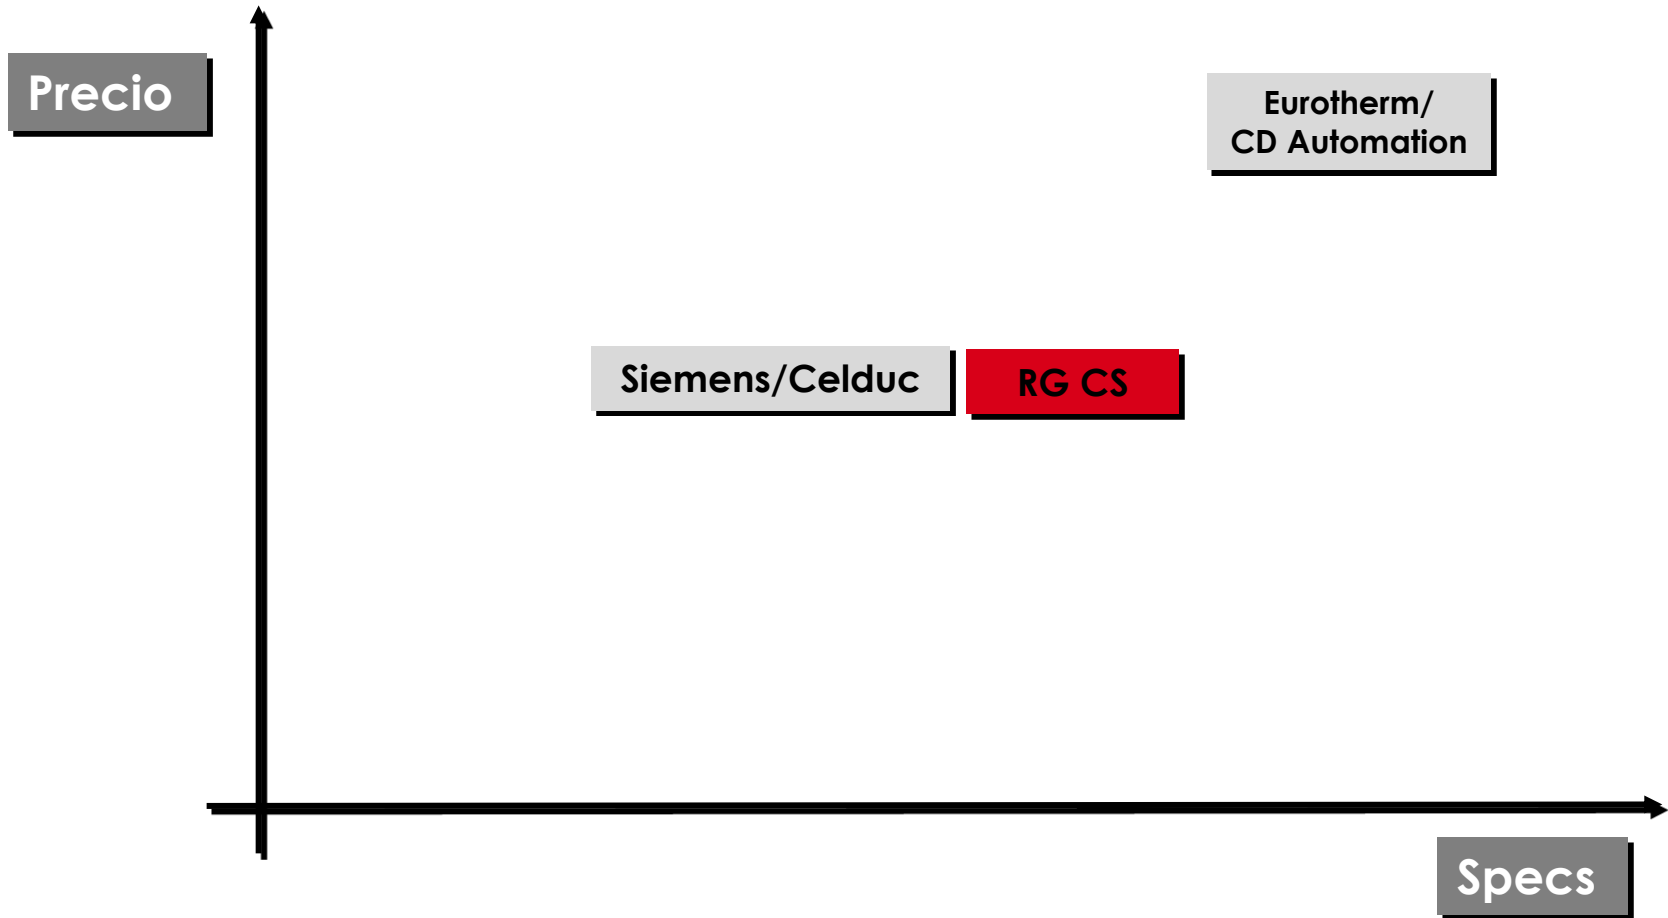 Precio
Eurotherm/
CD Automation
Siemens/Celduc
RG CS
Specs